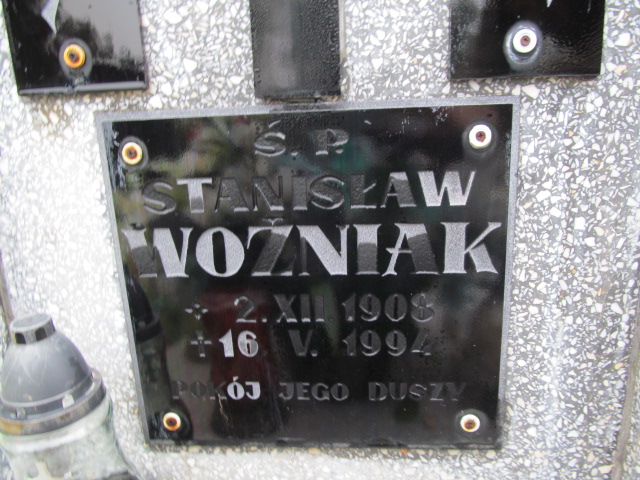 Ś. P.
STANISŁAW
WOŹNIAK
* 2. XII. 1908
+ 16 V. 1994
POKÓJ JEGO DUSZY